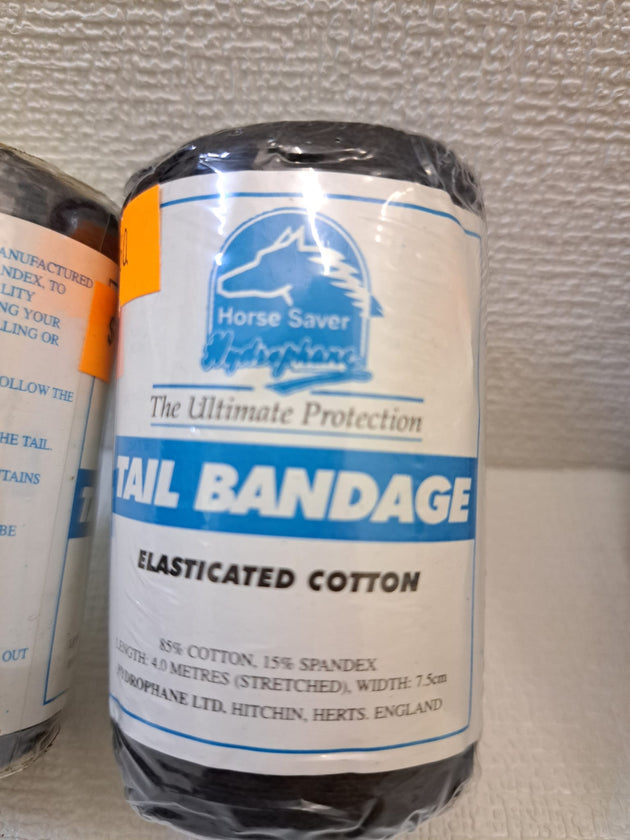 Horse Saver
Hydrophane
The Ultimate Protection
TAIL BANDAGE
ELASTICATED COTTON
85% COTTON, 15% SPANDEX
LENGTH: 4.0 METRES (STRETCHED), WIDTH: 7.5cm
HYDROPHANE LTD. HITCHIN, HERTS. ENGLAND
ANUFACTURED
NDEX, TO
LITY
NG YOUR
LLING OR
OLLOW THE
HE TAIL.
TAINS
BE
OUT